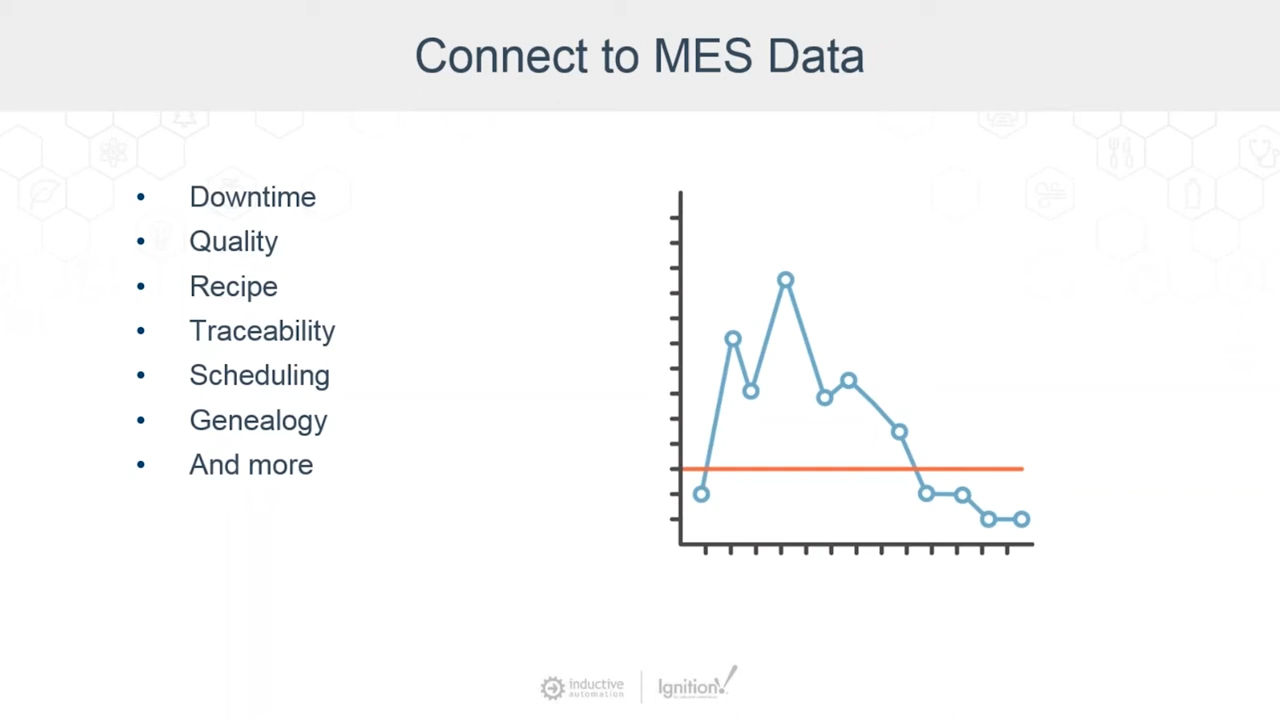 Connect to MES Data
• Downtime
• Quality
• Recipe
• Traceability
• Scheduling
• Genealogy
• And more
inductive
automation
Ignition!